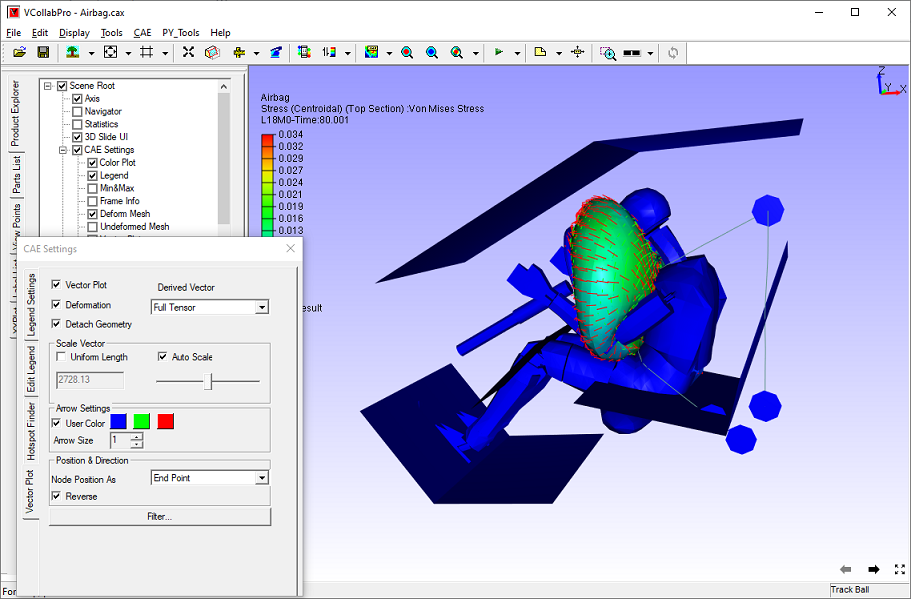 VCollabPro - Airbag.cax
File Edit Display Tools CAE PY_Tools Help
Product Explorer
Parts List
View Points
Scene Root
Axis
Navigator
Statistics
3D Slide UI
CAE Settings
Color Plot
Legend
Min&Max
Frame Info
Deform Mesh
Undeformed Mesh
Airbag
Stress (Centroidal) (Top Section) :Von Mises Stress
L18M0-Time:80.001
0.034
0.032
0.029
0.027
0.024
0.021
0.019
0.016
0.013
esult
Z
Y
X
CAE Settings
Legend Settings
Edit Legend
Hotspot Finder
Vector Plot
Vector Plot
Derived Vector
Deformation
Full Tensor
Detach Geometry
Scale Vector
Uniform Length
Auto Scale
2728.13
Arrow Settings
User Color
Arrow Size
1
Position & Direction
Node Position As
End Point
Reverse
Filter...
For
Track Ball